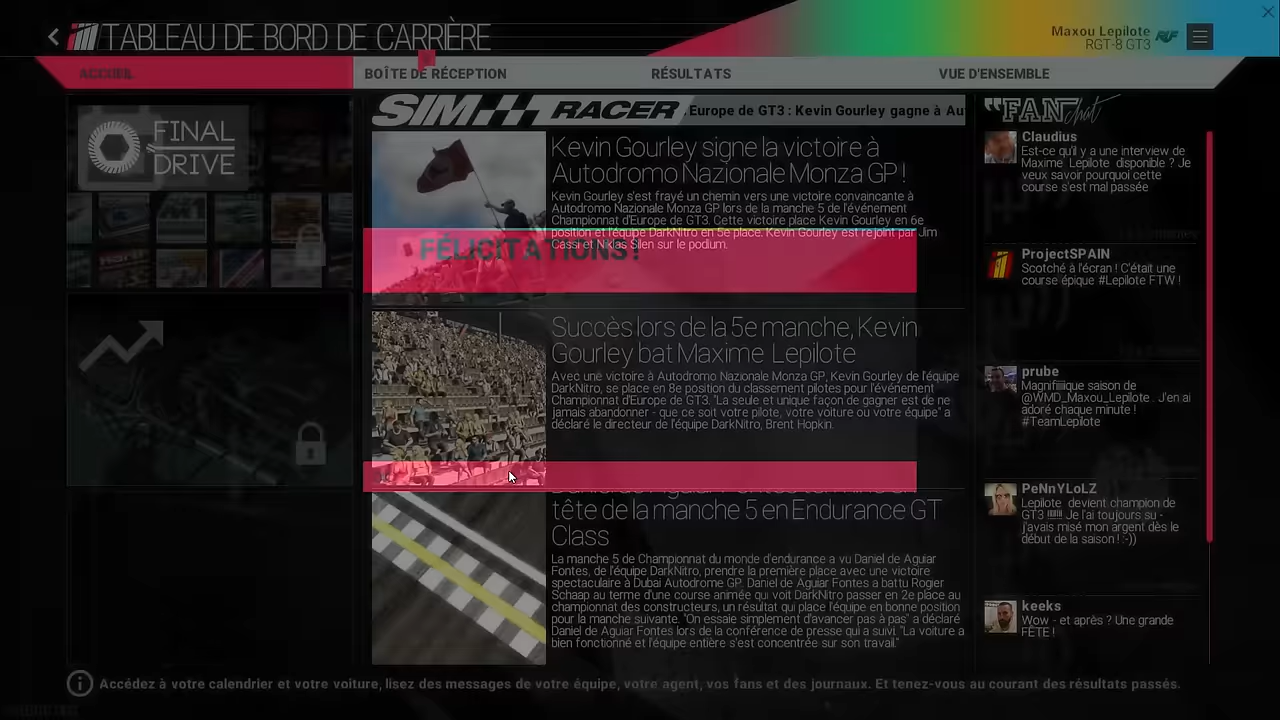 TABLEAU DE BORD DE CARRIÈRE
Maxou Lepilote
RGT-8 GT3
ACCUEIL
BOÎTE DE RÉCEPTION
RÉSULTATS
VUE D'ENSEMBLE
FINAL
DRIVE
SIM RACER
Europe de GT3 : Kevin Gourley gagne à Au
Kevin Gourley signe la victoire à
Autodromo Nazionale Monza GP !
Kevin Gourley s'est frayé un chemin vers une victoire convaincante à
Autodromo Nazionale Monza GP lors de la manche 5 de l'événement
Championnat d'Europe de GT3. Cette victoire place Kevin Gourley en 6e
position et l'équipe DarkNitro en 5e place. Kevin Gourley est rejoint par Jim
Cassi et Niklas Silen sur le podium.
FÉLICITATIONS !
Succès lors de la 5e manche, Kevin
Gourley bat Maxime Lepilote
Avec une victoire à Autodromo Nazionale Monza GP, Kevin Gourley de l'équipe
DarkNitro, se place en 8e position du classement pilotes pour l'événement
Championnat d'Europe de GT3. "La seule et unique façon de gagner est de ne
jamais abandonner - que ce soit votre pilote, votre voiture ou votre équipe" a
déclaré le directeur de l'équipe DarkNitro, Brent Hopkin.
tête de la manche 5 en Endurance GT
Class
La manche 5 de Championnat du monde d'endurance a vu Daniel de Aguiar
Fontes, de l'équipe DarkNitro, prendre la première place avec une victoire
spectaculaire à Dubai Autodrome GP. Daniel de Aguiar Fontes a battu Rogier
Schaap au terme d'une course animée qui voit DarkNitro passer en 2e place au
championnat des constructeurs, un résultat qui place l'équipe en bonne position
pour la manche suivante. "On essaie simplement d'avancer pas à pas" a déclaré
Daniel de Aguiar Fontes lors de la conférence de presse qui a suivi. "La voiture a
bien fonctionné et l'équipe entière s'est concentrée sur son travail."
"FANchat
Claudius
Est-ce qu'il y a une interview de
Maxime Lepilote disponible ? Je
veux savoir pourquoi cette
course s'est mal passée
ProjectSPAIN
Scotché à l'écran ! C'était une
course épique #Lepilote FTW !
prube
Magnifiiiique saison de
@WMD_Maxou_Lepilote . J'en ai
adoré chaque minute !
#TeamLepilote
PeNnYLoLZ
Lepilote devient champion de
GT3 !!!!!!! Je l'ai toujours su -
j'avais misé mon argent dès le
début de la saison ! :-))
keeks
Wow - et après ? Une grande
FÊTE !
Accédez à votre calendrier et votre voiture, lisez des messages de votre équipe, votre agent, vos fans et des journaux. Et tenez-vous au courant des résultats passés.